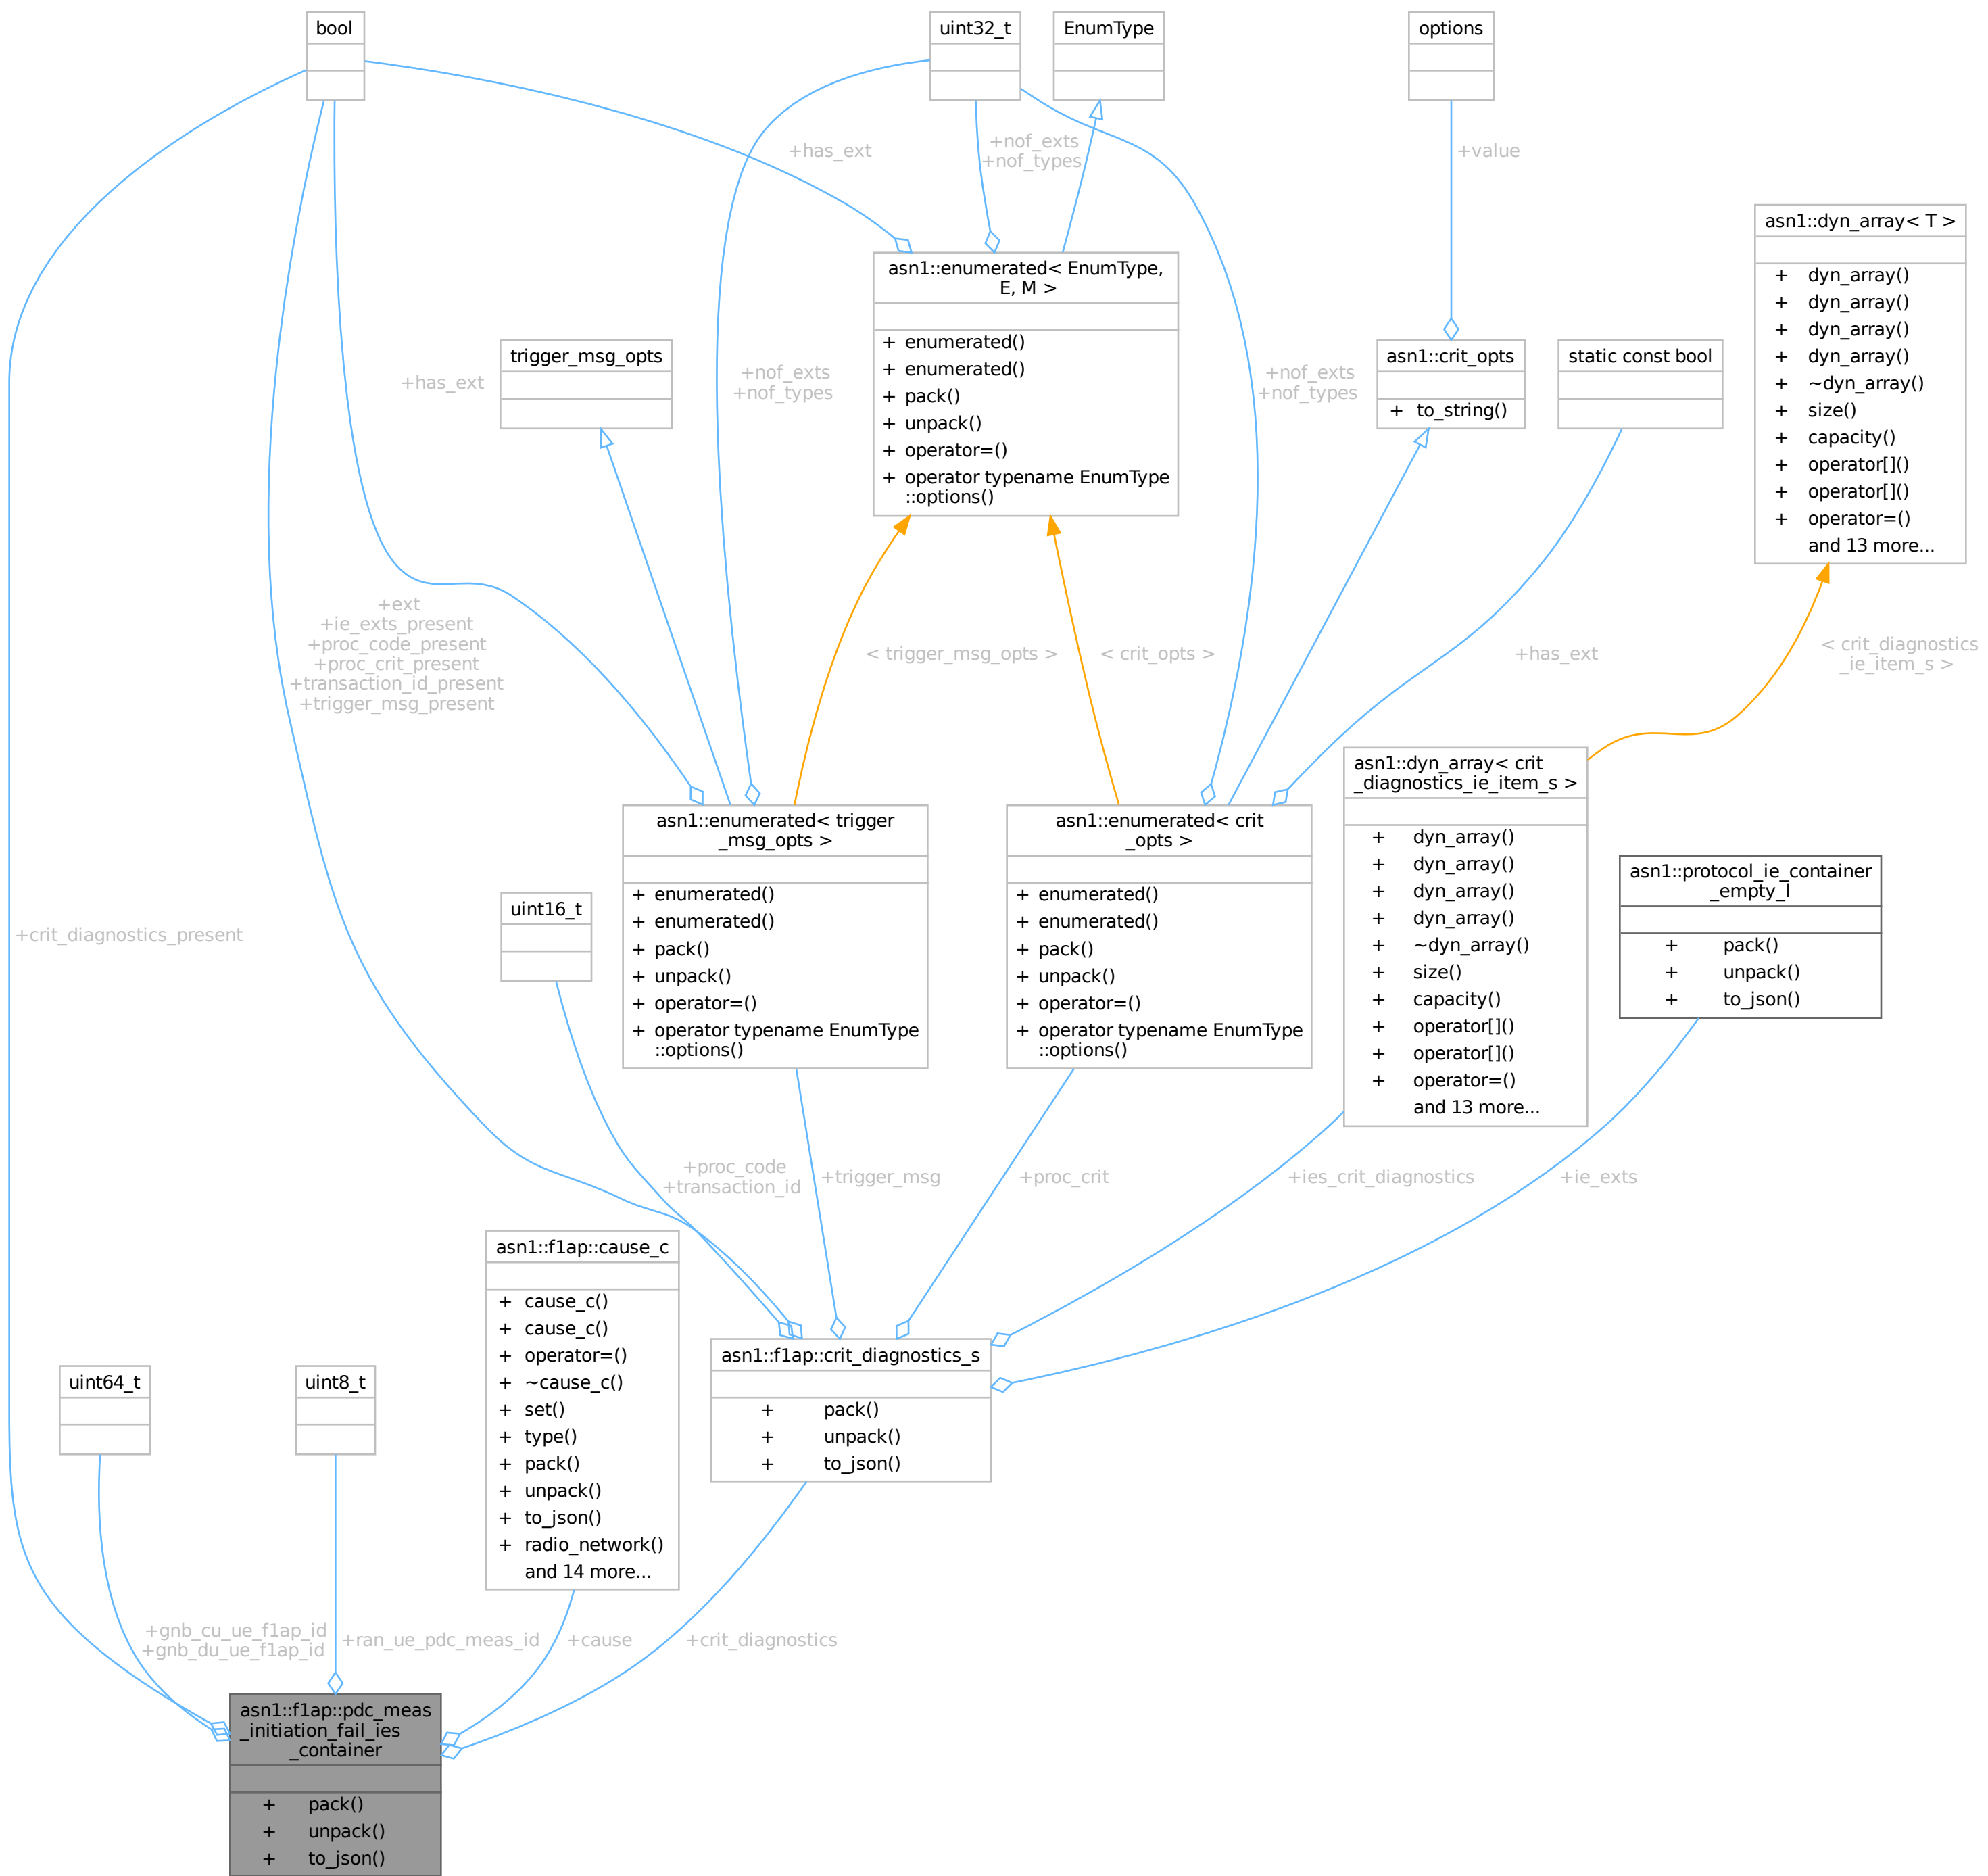 bool
uint32_t
EnumType
options
+has_ext
+nof_exts
+nof_types
+value
asn1::dyn_array< T >
+ dyn_array()
+ dyn_array()
+ dyn_array()
+ dyn_array()
+ ~dyn_array()
+ size()
+ capacity()
+ operator[]()
+ operator[]()
+ operator=()
and 13 more...
asn1::enumerated< EnumType,
E, M >
+ enumerated()
+ enumerated()
+ pack()
+ unpack()
+ operator=()
+ operator typename EnumType
::options()
trigger_msg_opts
asn1::crit_opts
+ to_string()
static const bool
+has_ext
+nof_exts
+nof_types
+nof_exts
+nof_types
+ext
+ie_exts_present
+proc_code_present
+proc_crit_present
+transaction_id_present
+trigger_msg_present
< trigger_msg_opts >
< crit_opts >
+has_ext
< crit_diagnostics
_ie_item_s >
asn1::enumerated< trigger
_msg_opts >
+ enumerated()
+ enumerated()
+ pack()
+ unpack()
+ operator=()
+ operator typename EnumType
::options()
asn1::enumerated< crit
_opts >
+ enumerated()
+ enumerated()
+ pack()
+ unpack()
+ operator=()
+ operator typename EnumType
::options()
asn1::dyn_array< crit
_diagnostics_ie_item_s >
+ dyn_array()
+ dyn_array()
+ dyn_array()
+ dyn_array()
+ ~dyn_array()
+ size()
+ capacity()
+ operator[]()
+ operator[]()
+ operator=()
and 13 more...
asn1::protocol_ie_container
_empty_l
+ pack()
+ unpack()
+ to_json()
uint16_t
+crit_diagnostics_present
+proc_code
+transaction_id
+trigger_msg
+proc_crit
+ies_crit_diagnostics
+ie_exts
asn1::f1ap::cause_c
+ cause_c()
+ cause_c()
+ operator=()
+ ~cause_c()
+ set()
+ type()
+ pack()
+ unpack()
+ to_json()
+ radio_network()
and 14 more...
asn1::f1ap::crit_diagnostics_s
+ pack()
+ unpack()
+ to_json()
uint64_t
uint8_t
+gnb_cu_ue_f1ap_id
+gnb_du_ue_f1ap_id
+ran_ue_pdc_meas_id
+cause
+crit_diagnostics
asn1::f1ap::pdc_meas
_initiation_fail_ies
_container
+ pack()
+ unpack()
+ to_json()